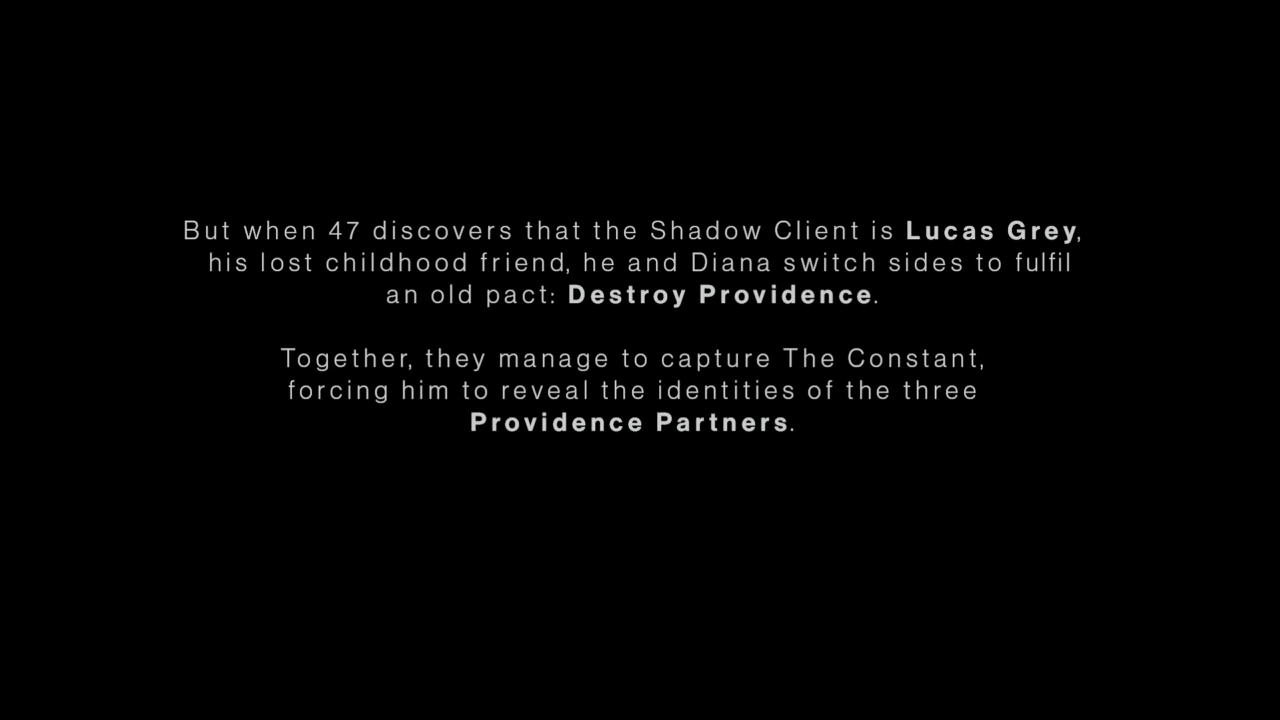 But when 47 discovers that the Shadow Client is Lucas Grey,
his lost childhood friend, he and Diana switch sides to fulfil
an old pact: Destroy Providence.
Together, they manage to capture The Constant,
forcing him to reveal the identities of the three
Providence Partners.